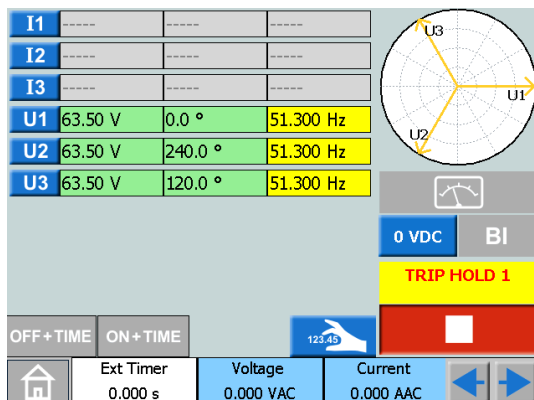 I1 ----- ----- -----
I2 ----- ----- -----
I3 ----- ----- -----
U1 63.50 V 0.0 ° 51.300 Hz
U2 63.50 V 240.0 ° 51.300 Hz
U3 63.50 V 120.0 ° 51.300 Hz
U3
U1
U2
0 VDC BI
TRIP HOLD 1
OFF+TIME ON+TIME 123.45
Ext Timer Voltage Current
0.000 s 0.000 VAC 0.000 AAC